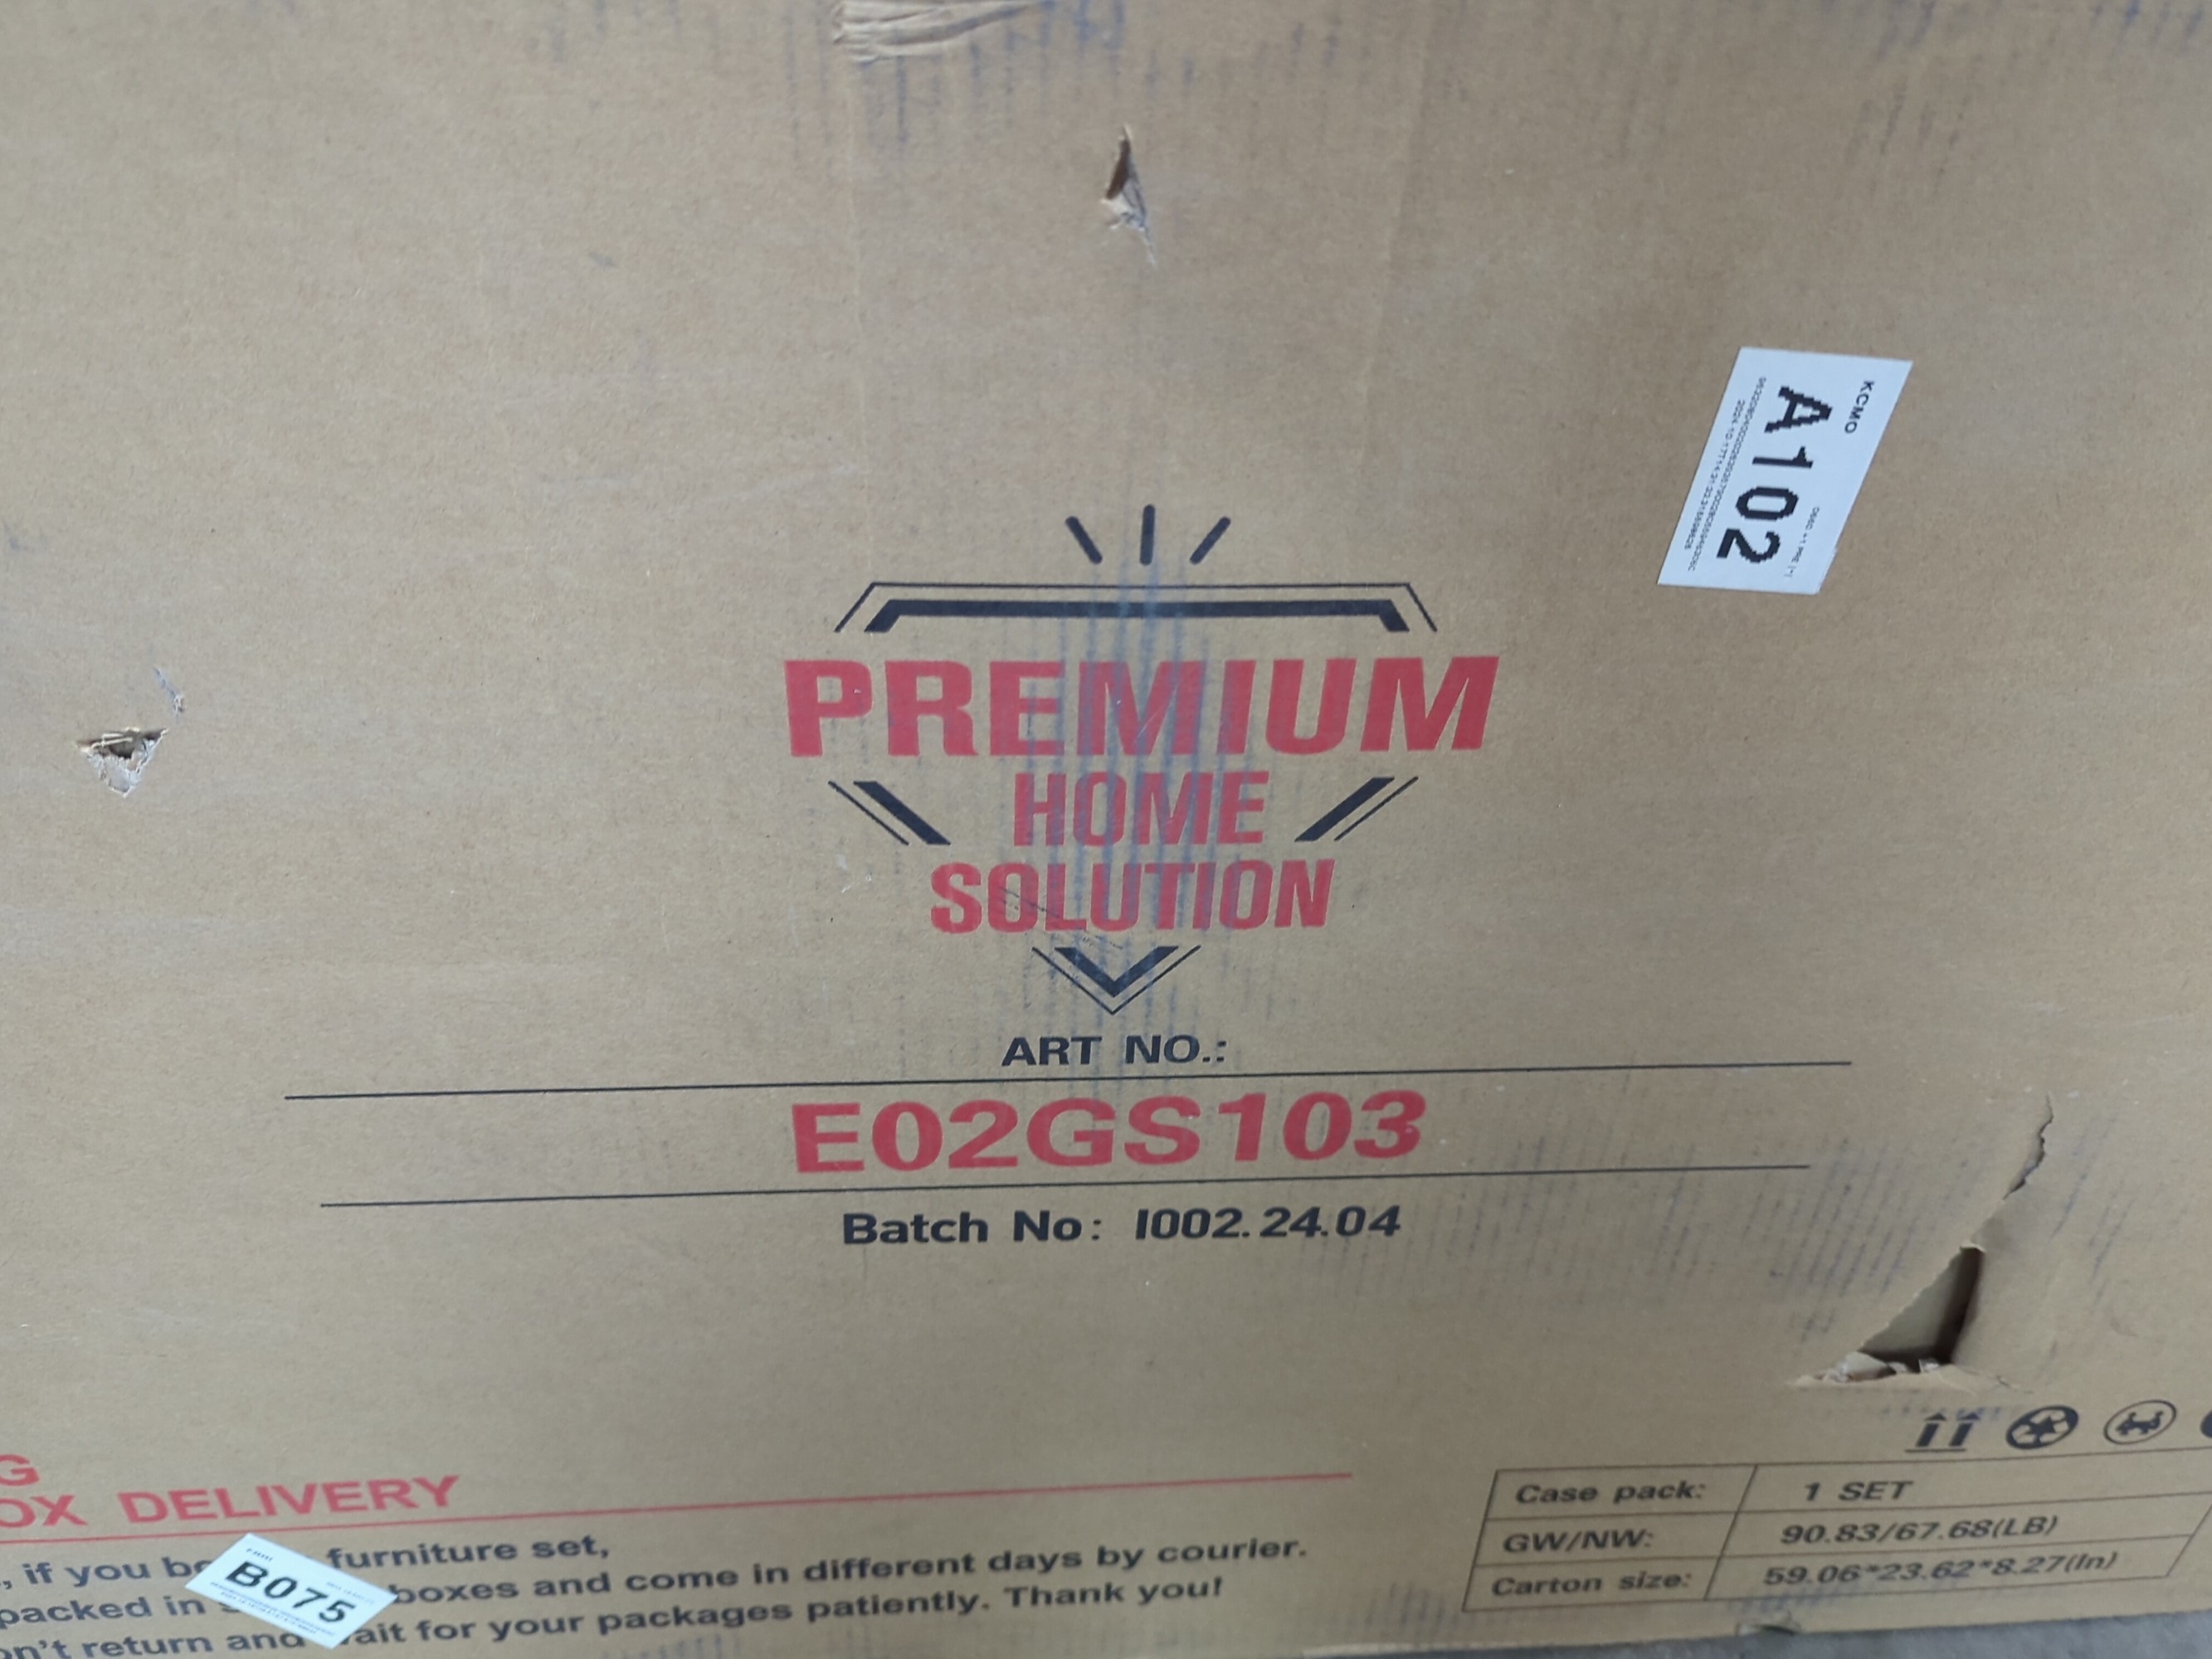 KCMO
A102
PREMIUM
HOME
SOLUTION
ART NO.:
E02GS103
Batch No: I002.24.04
G
OX DELIVERY
, if you be furniture set,
packed in boxes and come in different days by courier.
on't return and wait for your packages patiently. Thank you!
B075
Case pack: 1 SET
GW/NW: 90.83/67.68(LB)
Carton size: 59.06*23.62*8.27(In)